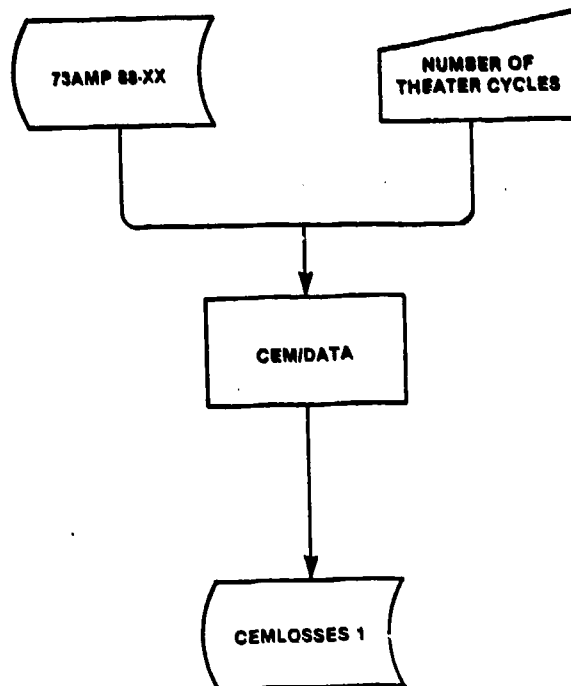 73AMP 88-XX
NUMBER OF
THEATER CYCLES
CEM/DATA
CEMLOSSES 1